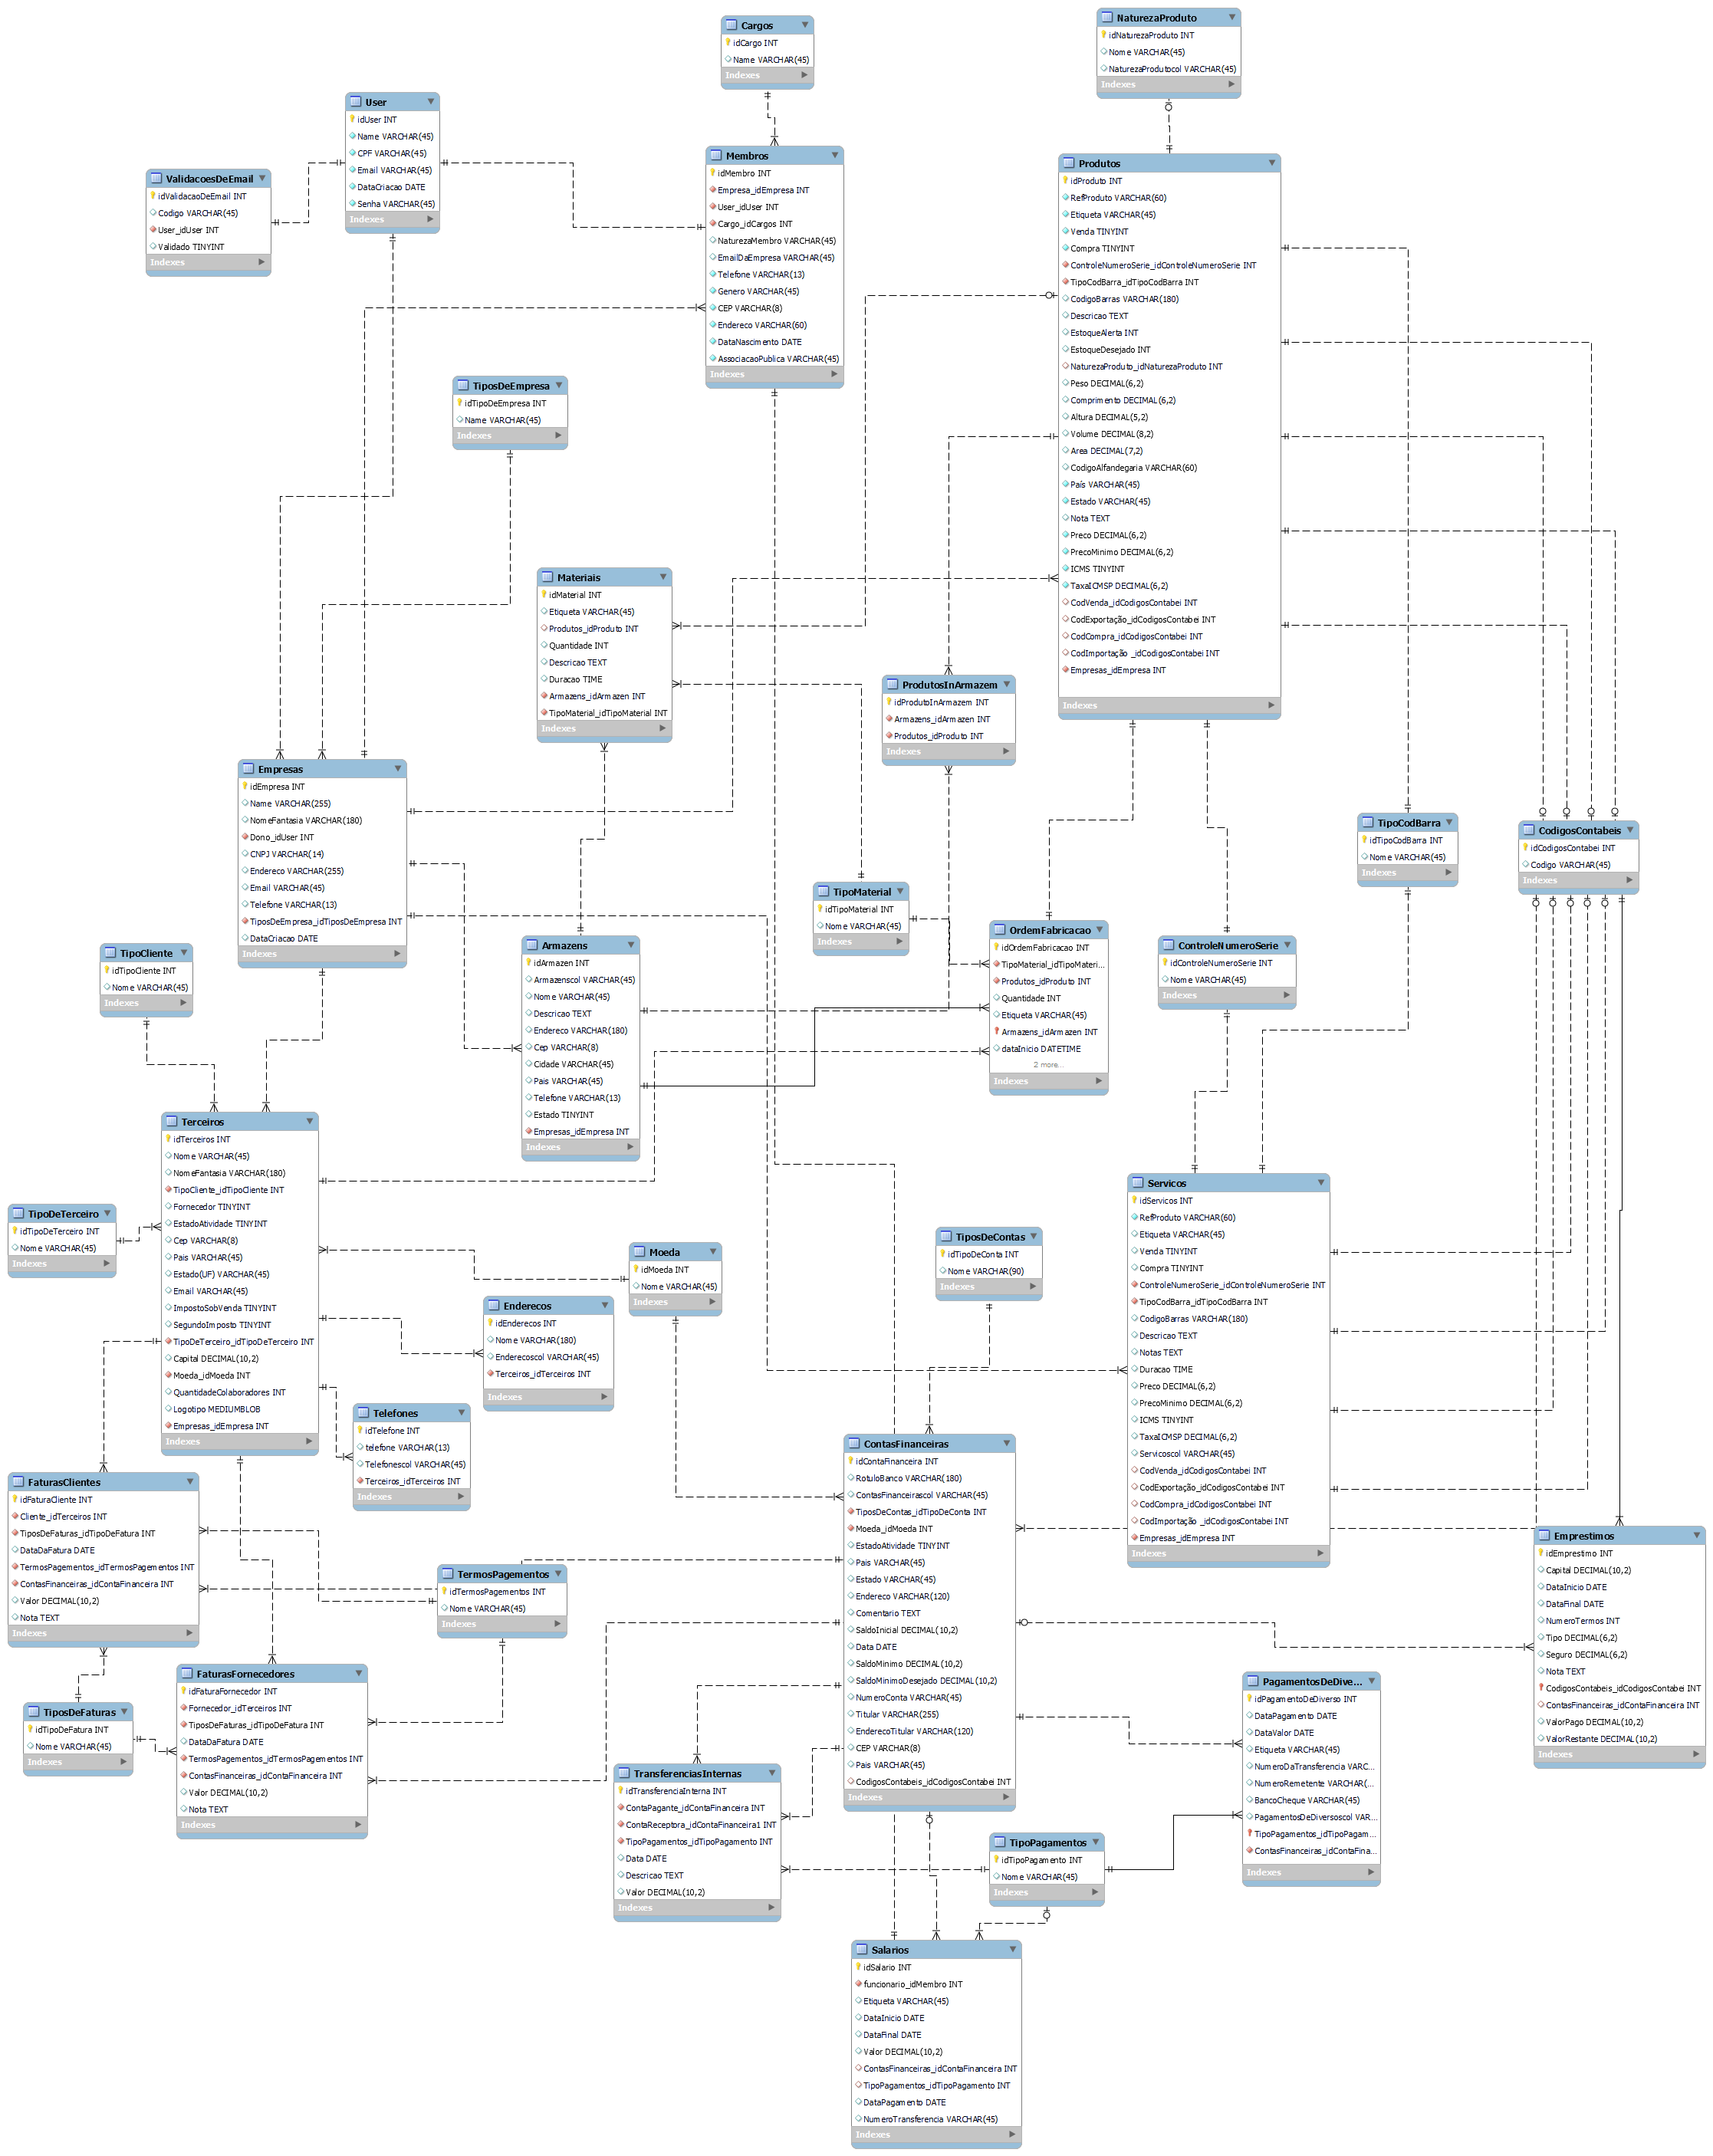 Cargos
idCargo INT
Name VARCHAR(45)
Indexes
NaturezaProduto
idNaturezaProduto INT
Nome VARCHAR(45)
NaturezaProdutocol VARCHAR(45)
Indexes
User
idUser INT
Name VARCHAR(45)
CPF VARCHAR(45)
Email VARCHAR(45)
DataCriacao DATE
Senha VARCHAR(45)
Indexes
ValidacoesDeEmail
idValidacaoDeEmail INT
Codigo VARCHAR(45)
User_idUser INT
Validado TINYINT
Indexes
Membros
idMembro INT
Empresa_idEmpresa INT
User_idUser INT
Cargo_idCargos INT
NaturezaMembro VARCHAR(45)
EmailDaEmpresa VARCHAR(45)
Telefone VARCHAR(13)
Genero VARCHAR(45)
CEP VARCHAR(8)
Endereco VARCHAR(60)
DataNascimento DATE
AssociacaoPublica VARCHAR(45)
Indexes
Produtos
idProduto INT
RefProduto VARCHAR(60)
Etiqueta VARCHAR(45)
Venda TINYINT
Compra TINYINT
ControleNumeroSerie_idControleNumeroSerie INT
TipoCodBarra_idTipoCodBarra INT
CodigoBarras VARCHAR(180)
Descricao TEXT
EstoqueAlerta INT
EstoqueDesejado INT
NaturezaProduto_idNaturezaProduto INT
Peso DECIMAL(6,2)
Comprimento DECIMAL(6,2)
Altura DECIMAL(5,2)
Volume DECIMAL(8,2)
Area DECIMAL(7,2)
CodigoAlfandegaria VARCHAR(60)
País VARCHAR(45)
Estado VARCHAR(45)
Nota TEXT
Preco DECIMAL(6,2)
PrecoMinimo DECIMAL(6,2)
ICMS TINYINT
TaxaICMSP DECIMAL(6,2)
CodVenda_idCodigosContabei INT
CodExportação_idCodigosContabei INT
CodCompra_idCodigosContabei INT
CodImportação _idCodigosContabei INT
Empresas_idEmpresa INT
Indexes
TiposDeEmpresa
idTipoDeEmpresa INT
Name VARCHAR(45)
Indexes
Materiais
idMaterial INT
Etiqueta VARCHAR(45)
Produtos_idProduto INT
Quantidade INT
Descricao TEXT
Duracao TIME
Armazens_idArmazen INT
TipoMaterial_idTipoMaterial INT
Indexes
ProdutosInArmazem
idProdutoInArmazem INT
Armazens_idArmazen INT
Produtos_idProduto INT
Indexes
Empresas
idEmpresa INT
Name VARCHAR(255)
NomeFantasia VARCHAR(180)
Dono_idUser INT
CNPJ VARCHAR(14)
Endereco VARCHAR(255)
Email VARCHAR(45)
Telefone VARCHAR(13)
TiposDeEmpresa_idTiposDeEmpresa INT
DataCriacao DATE
Indexes
TipoCodBarra
idTipoCodBarra INT
Nome VARCHAR(45)
Indexes
CodigosContabeis
idCodigosContabei INT
Codigo VARCHAR(45)
Indexes
TipoMaterial
idTipoMaterial INT
Nome VARCHAR(45)
Indexes
OrdemFabricacao
idOrdemFabricacao INT
TipoMaterial_idTipoMateri...
Produtos_idProduto INT
Quantidade INT
Etiqueta VARCHAR(45)
Armazens_idArmazen INT
dataInicio DATETIME
2 more...
Indexes
ControleNumeroSerie
idControleNumeroSerie INT
Nome VARCHAR(45)
Indexes
TipoCliente
idTipoCliente INT
Nome VARCHAR(45)
Indexes
Armazens
idArmazen INT
Armazenscol VARCHAR(45)
Nome VARCHAR(45)
Descricao TEXT
Endereco VARCHAR(180)
Cep VARCHAR(8)
Cidade VARCHAR(45)
Pais VARCHAR(45)
Telefone VARCHAR(13)
Estado TINYINT
Empresas_idEmpresa INT
Indexes
Terceiros
idTerceiros INT
Nome VARCHAR(45)
NomeFantasia VARCHAR(180)
TipoCliente_idTipoCliente INT
Fornecedor TINYINT
EstadoAtividade TINYINT
Cep VARCHAR(8)
Pais VARCHAR(45)
Estado(UF) VARCHAR(45)
Email VARCHAR(45)
ImpostoSobVenda TINYINT
SegundoImposto TINYINT
TipoDeTerceiro_idTipoDeTerceiro INT
Capital DECIMAL(10,2)
Moeda_idMoeda INT
QuantidadeColaboradores INT
Logotipo MEDIUMBLOB
Empresas_idEmpresa INT
Indexes
TipoDeTerceiro
idTipoDeTerceiro INT
Nome VARCHAR(45)
Indexes
Servicos
idServicos INT
RefProduto VARCHAR(60)
Etiqueta VARCHAR(45)
Venda TINYINT
Compra TINYINT
ControleNumeroSerie_idControleNumeroSerie INT
TipoCodBarra_idTipoCodBarra INT
CodigoBarras VARCHAR(180)
Descricao TEXT
Notas TEXT
Duracao TIME
Preco DECIMAL(6,2)
PrecoMinimo DECIMAL(6,2)
ICMS TINYINT
TaxaICMSP DECIMAL(6,2)
Servicoscol VARCHAR(45)
CodVenda_idCodigosContabei INT
CodExportação_idCodigosContabei INT
CodCompra_idCodigosContabei INT
CodImportação _idCodigosContabei INT
Empresas_idEmpresa INT
Indexes
Moeda
idMoeda INT
Nome VARCHAR(45)
Indexes
TiposDeContas
idTipoDeConta INT
Nome VARCHAR(90)
Indexes
Enderecos
idEnderecos INT
Nome VARCHAR(180)
Enderecoscol VARCHAR(45)
Terceiros_idTerceiros INT
Indexes
Telefones
idTelefone INT
telefone VARCHAR(13)
Telefonescol VARCHAR(45)
Terceiros_idTerceiros INT
Indexes
ContasFinanceiras
idContaFinanceira INT
RotuloBanco VARCHAR(180)
ContasFinanceirascol VARCHAR(45)
TiposDeContas_idTipoDeConta INT
Moeda_idMoeda INT
EstadoAtividade TINYINT
Pais VARCHAR(45)
Estado VARCHAR(45)
Endereco VARCHAR(120)
Comentario TEXT
SaldoInicial DECIMAL(10,2)
Data DATE
SaldoMinimo DECIMAL(10,2)
SaldoMinimoDesejado DECIMAL(10,2)
NumeroConta VARCHAR(45)
Titular VARCHAR(255)
EnderecoTitular VARCHAR(120)
CEP VARCHAR(8)
Pais VARCHAR(45)
CodigosContabeis_idCodigosContabei INT
Indexes
FaturasClientes
idFaturaCliente INT
Cliente_idTerceiros INT
TiposDeFaturas_idTipoDeFatura INT
DataDaFatura DATE
TermosPagementos_idTermosPagementos INT
ContasFinanceiras_idContaFinanceira INT
Valor DECIMAL(10,2)
Nota TEXT
Indexes
Emprestimos
idEmprestimo INT
Capital DECIMAL(10,2)
DataInicio DATE
DataFinal DATE
NumeroTermos INT
Tipo DECIMAL(6,2)
Seguro DECIMAL(6,2)
Nota TEXT
CodigosContabeis_idCodigosContabei INT
ContasFinanceiras_idContaFinanceira INT
ValorPago DECIMAL(10,2)
ValorRestante DECIMAL(10,2)
Indexes
TermosPagementos
idTermosPagementos INT
Nome VARCHAR(45)
Indexes
FaturasFornecedores
idFaturaFornecedor INT
Fornecedor_idTerceiros INT
TiposDeFaturas_idTipoDeFatura INT
DataDaFatura DATE
TermosPagementos_idTermosPagementos INT
ContasFinanceiras_idContaFinanceira INT
Valor DECIMAL(10,2)
Nota TEXT
Indexes
TiposDeFaturas
idTipoDeFatura INT
Nome VARCHAR(45)
Indexes
PagamentosDeDive...
idPagamentoDeDiverso INT
DataPagamento DATE
DataValor DATE
Etiqueta VARCHAR(45)
NumeroDaTransferencia VARC...
NumeroRemetente VARCHAR(...
BancoCheque VARCHAR(45)
PagamentosDeDiversoscol VAR...
TipoPagamentos_idTipoPagam...
ContasFinanceiras_idContaFina...
Indexes
TransferenciasInternas
idTransferenciaInterna INT
ContaPagante_idContaFinanceira INT
ContaReceptora_idContaFinanceira1 INT
TipoPagamentos_idTipoPagamento INT
Data DATE
Descricao TEXT
Valor DECIMAL(10,2)
Indexes
TipoPagamentos
idTipoPagamento INT
Nome VARCHAR(45)
Indexes
Salarios
idSalario INT
funcionario_idMembro INT
Etiqueta VARCHAR(45)
DataInicio DATE
DataFinal DATE
Valor DECIMAL(10,2)
ContasFinanceiras_idContaFinanceira INT
TipoPagamentos_idTipoPagamento INT
DataPagamento DATE
NumeroTransferencia VARCHAR(45)
Indexes